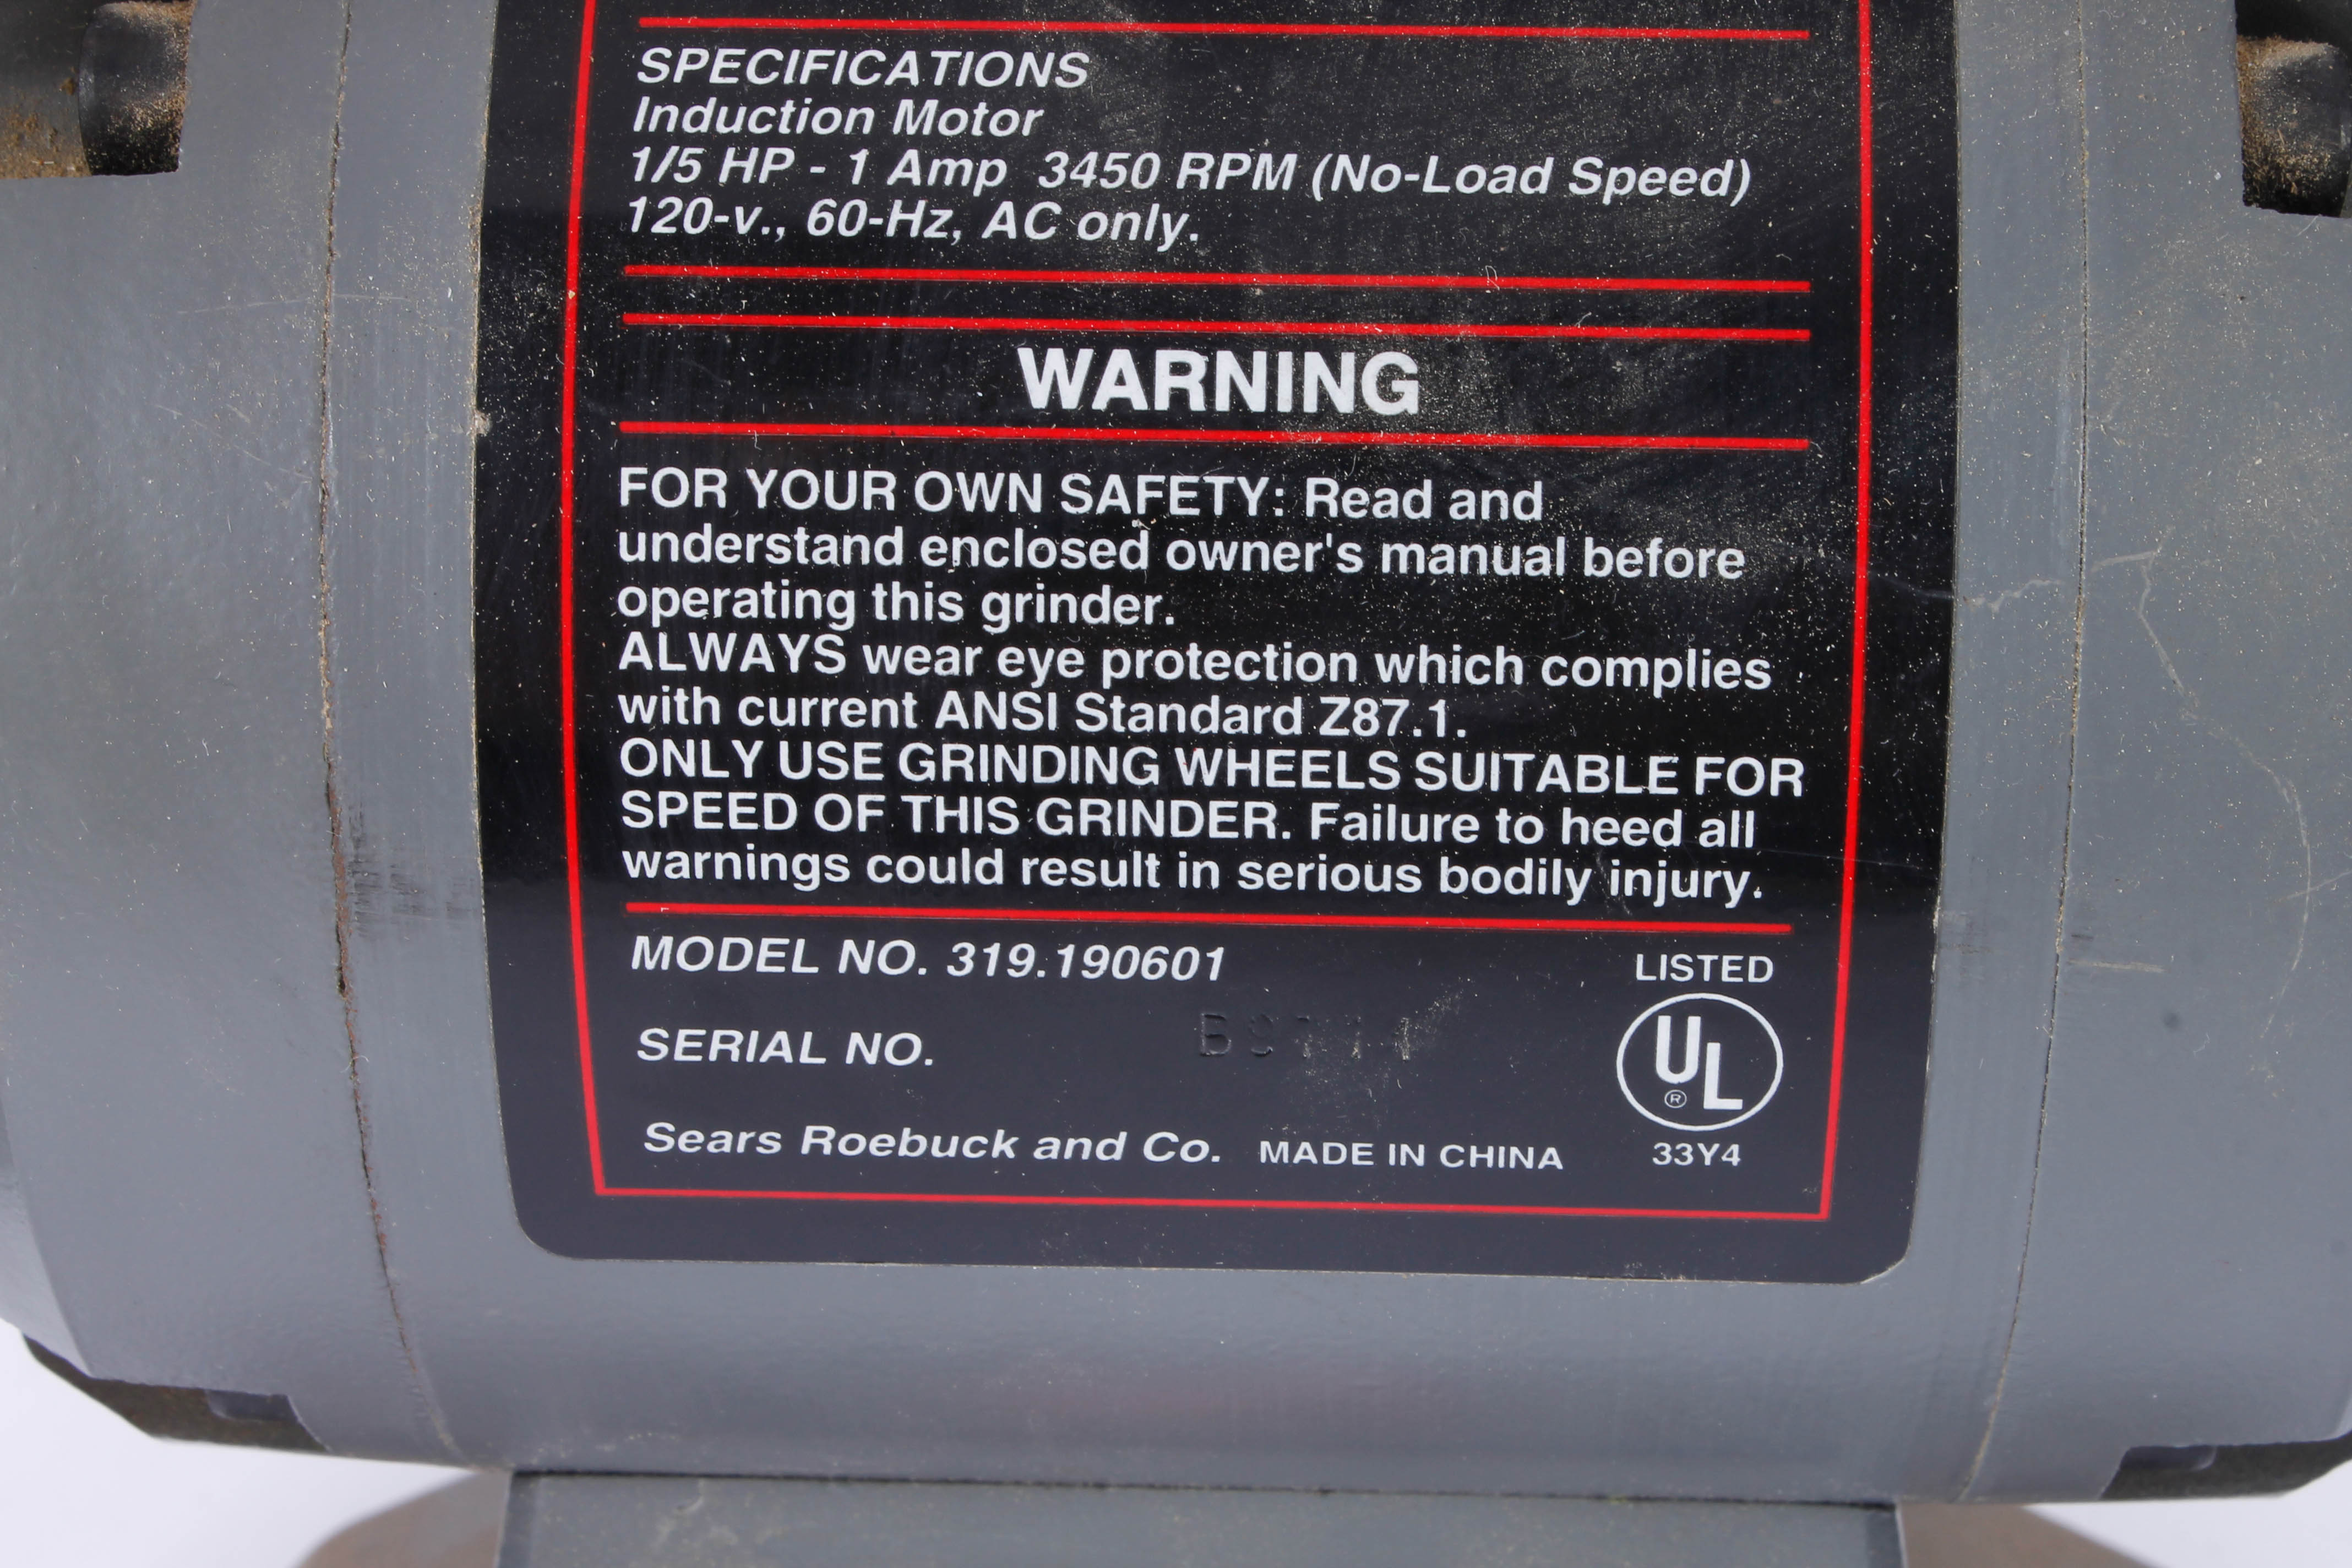 SPECIFICATIONS
Induction Motor
1/5 HP - 1 Amp 3450 RPM (No-Load Speed)
120-v., 60-Hz, AC only.
WARNING
FOR YOUR OWN SAFETY: Read and
understand enclosed owner's manual before
operating this grinder.
ALWAYS wear eye protection which complies
with current ANSI Standard Z87.1.
ONLY USE GRINDING WHEELS SUITABLE FOR
SPEED OF THIS GRINDER. Failure to heed all
warnings could result in serious bodily injury.
MODEL NO. 319.190601
SERIAL NO.
LISTED
UL
®
33Y4
Sears Roebuck and Co. MADE IN CHINA